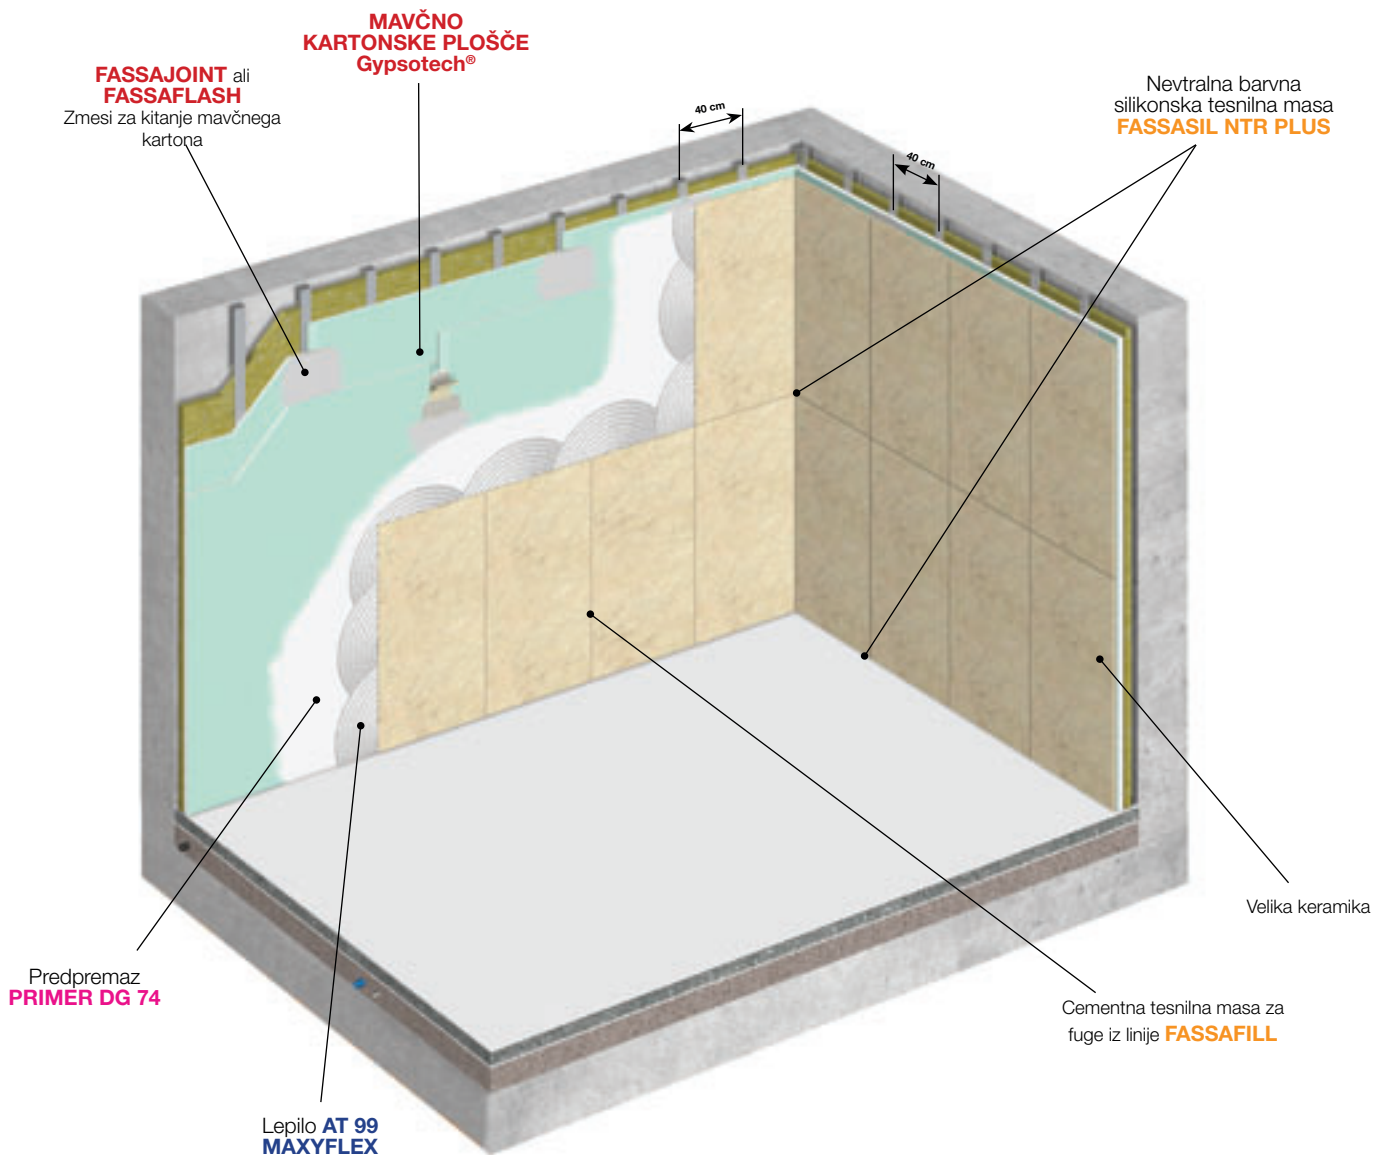 MAVČNO
KARTONSKE PLOŠČE
Gypsotech®
FASSAJOINT ali
FASSAFLASH
Zmesi za kitanje mavčnega
kartona
40 cm
Nevtralna barvna
silikonska tesnilna masa
FASSASIL NTR PLUS
40 cm
Velika keramika
Predpremaz
PRIMER DG 74
Cementna tesnilna masa za
fuge iz linije FASSAFILL
Lepilo AT 99
MAXYFLEX